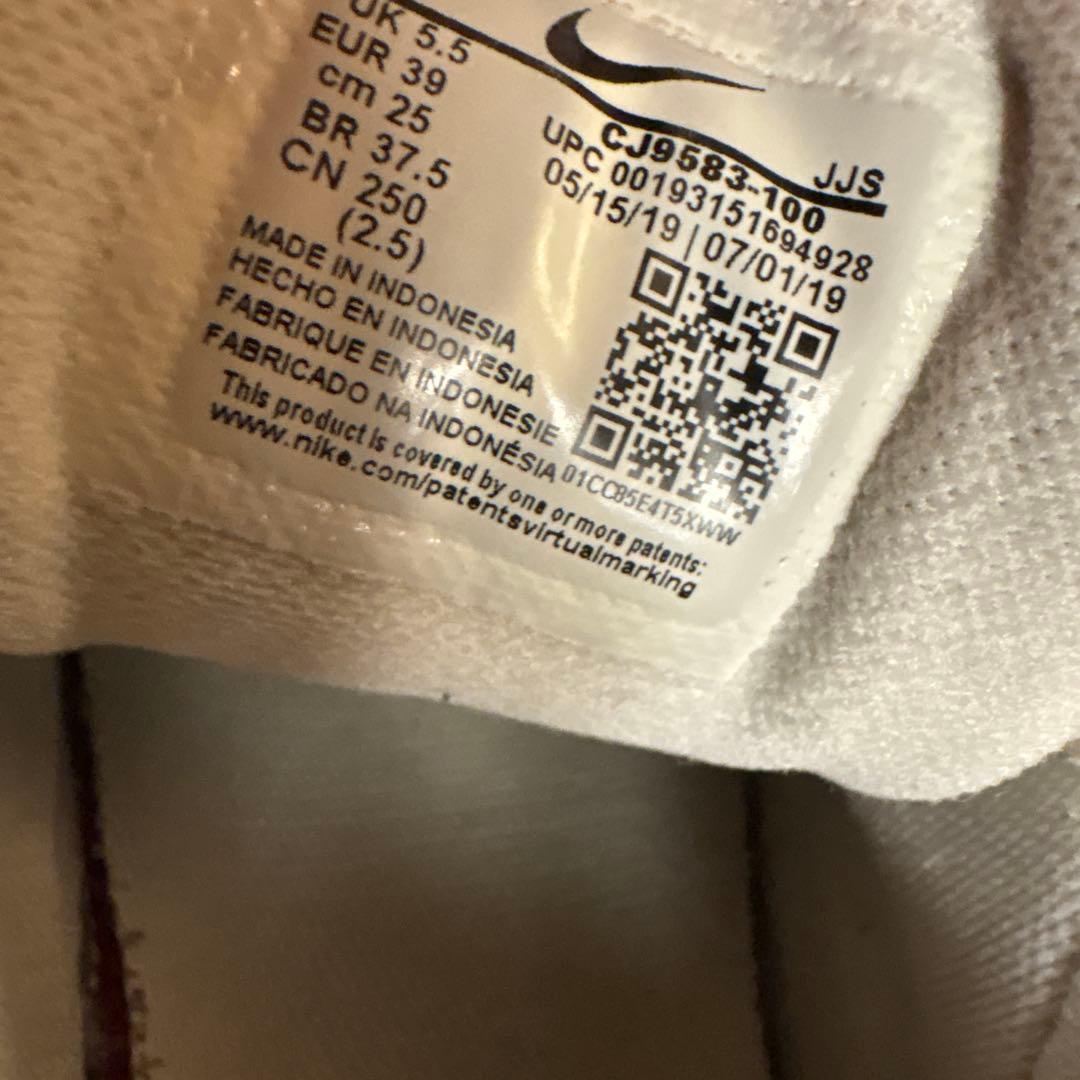 UK 5.5
EUR 39
cm 25
BR 37.5
CN 250
(2.5)
JJS
CJ9583-100
UPC 00193151694928
05/15/19 | 07/01/19
MADE IN INDONESIA
HECHO EN INDONESIA
FABRIQUE EN INDONESIE
FABRICADO NA INDONÉSIA
01CC85E4T5XWW
This product is covered by one or more patents:
www.nike.com/patentsvirtualmarking